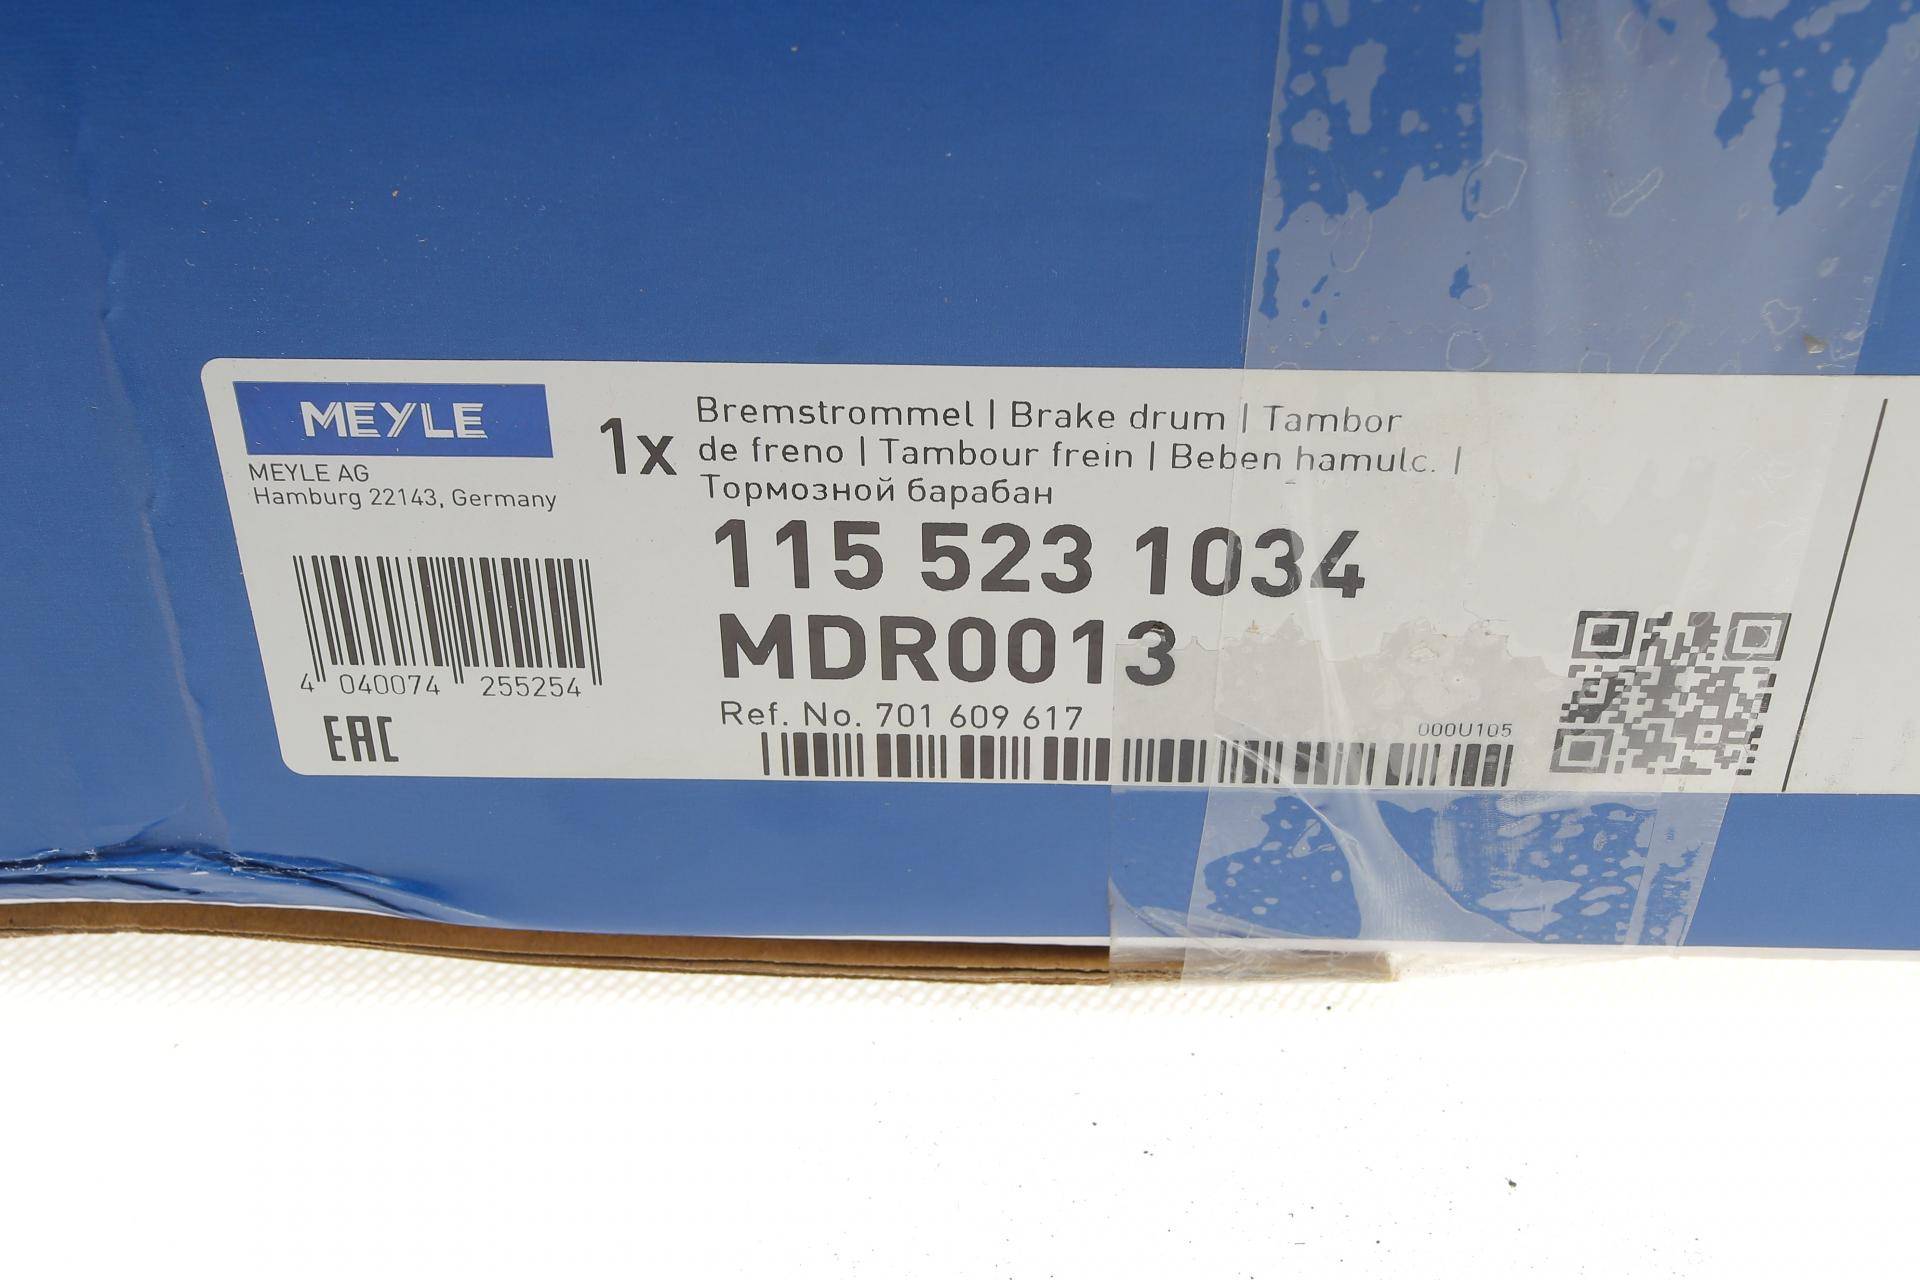 MEYLE
MEYLE AG
Hamburg 22143, Germany
4 040074 255254
EAC
1x
Bremstrommel | Brake drum | Tambor
de freno | Tambour frein | Beben hamulc. |
Тормозной барабан
115 523 1034
MDR0013
Ref. No. 701 609 617
000U105